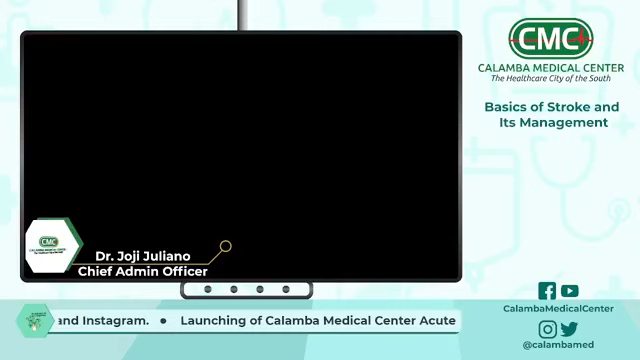 CMC
CALAMBA MEDICAL CENTER
The Healthcare City of the South
Basics of Stroke and
Its Management
CMC
Dr. Joji Juliano
Chief Admin Officer
and Instagram. • Launching of Calamba Medical Center Acute
CalambaMedicalCenter
@calambamed